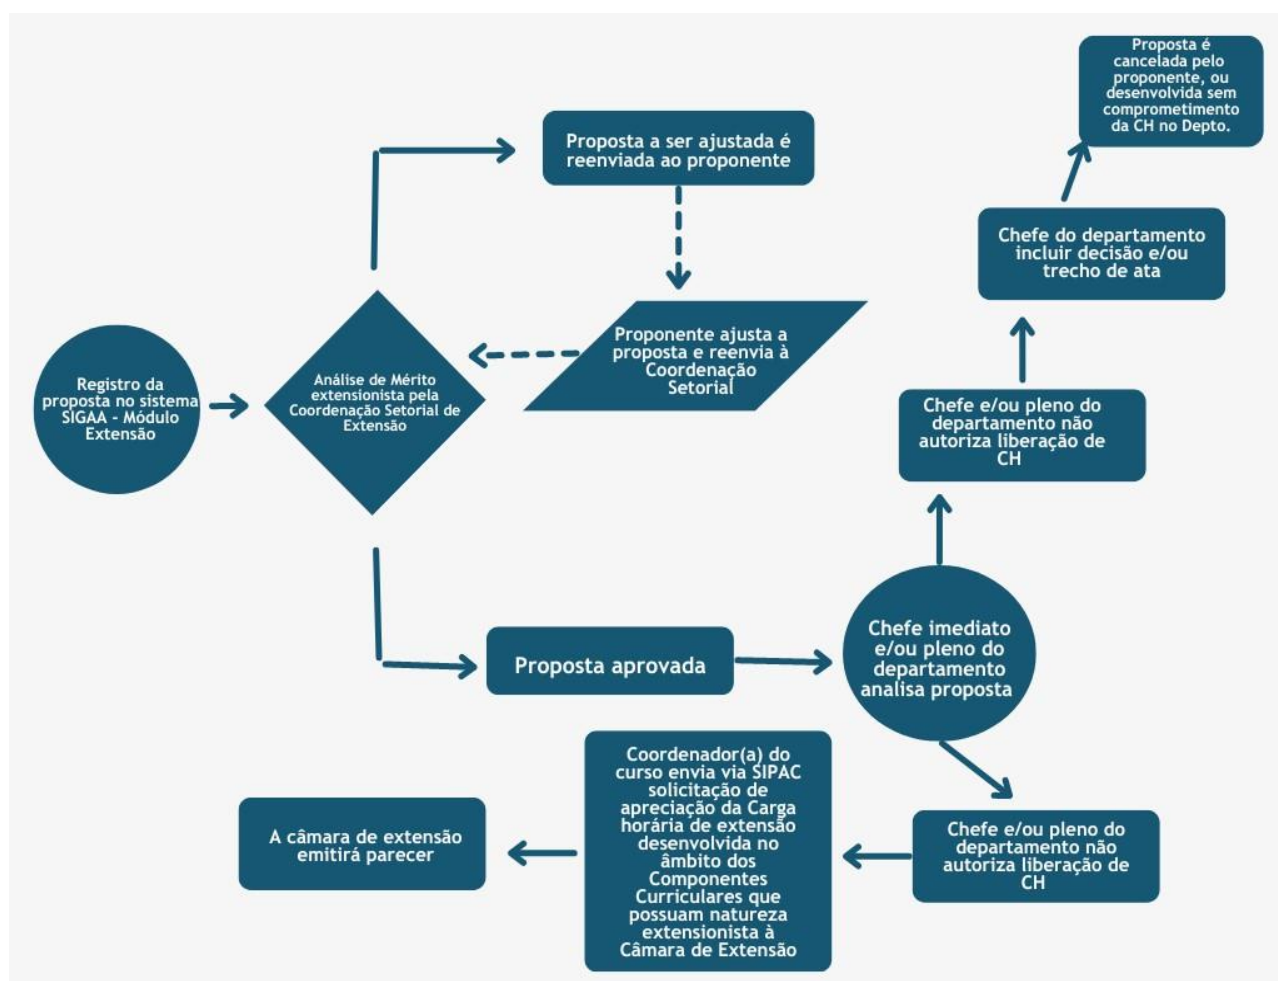 Proposta é
cancelada pelo
proponente, ou
desenvolvida sem
comprometimento
da CH no Depto.
Proposta a ser ajustada é
reenviada ao proponente
Chefe do departamento
incluir decisão e/ou
trecho de ata
Proponente ajusta a
proposta e reenvia à
Coordenação
Setorial
Registro da
proposta no sistema
SIGAA - Módulo
Extensão
Análise de Mérito
extensionista pela
Coordenação Setorial de
Extensão
Chefe e/ou pleno do
departamento não
autoriza liberação de
CH
Proposta aprovada
Chefe imediato
e/ou pleno do
departamento
analisa proposta
Chefe e/ou pleno do
departamento não
autoriza liberação de
CH
Coordenador(a) do
curso envia via SIPAC
solicitação de
apreciação da Carga
horária de extensão
desenvolvida no
âmbito dos
Componentes
Curriculares que
possuam natureza
extensionista à
Câmara de Extensão
A câmara de extensão
emitirá parecer